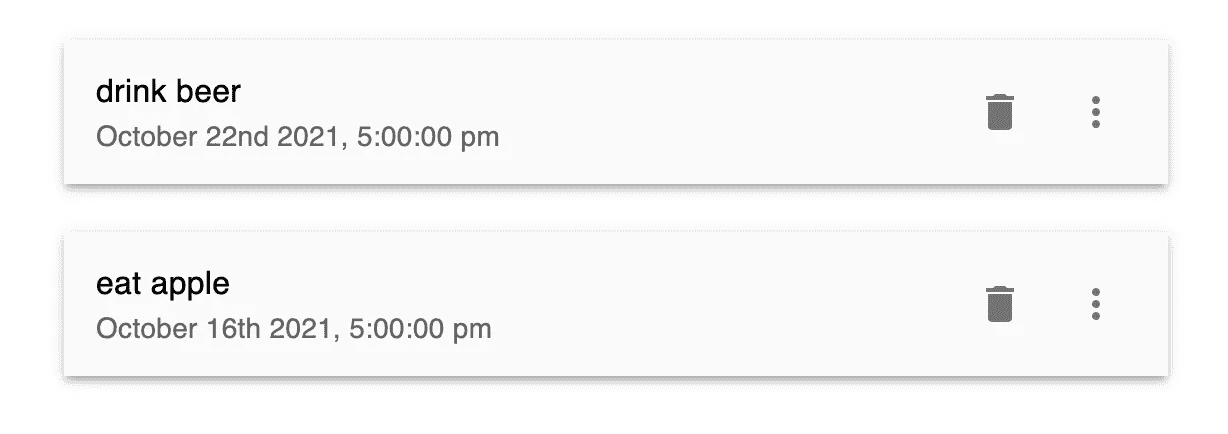 drink beer
October 22nd 2021, 5:00:00 pm
eat apple
October 16th 2021, 5:00:00 pm